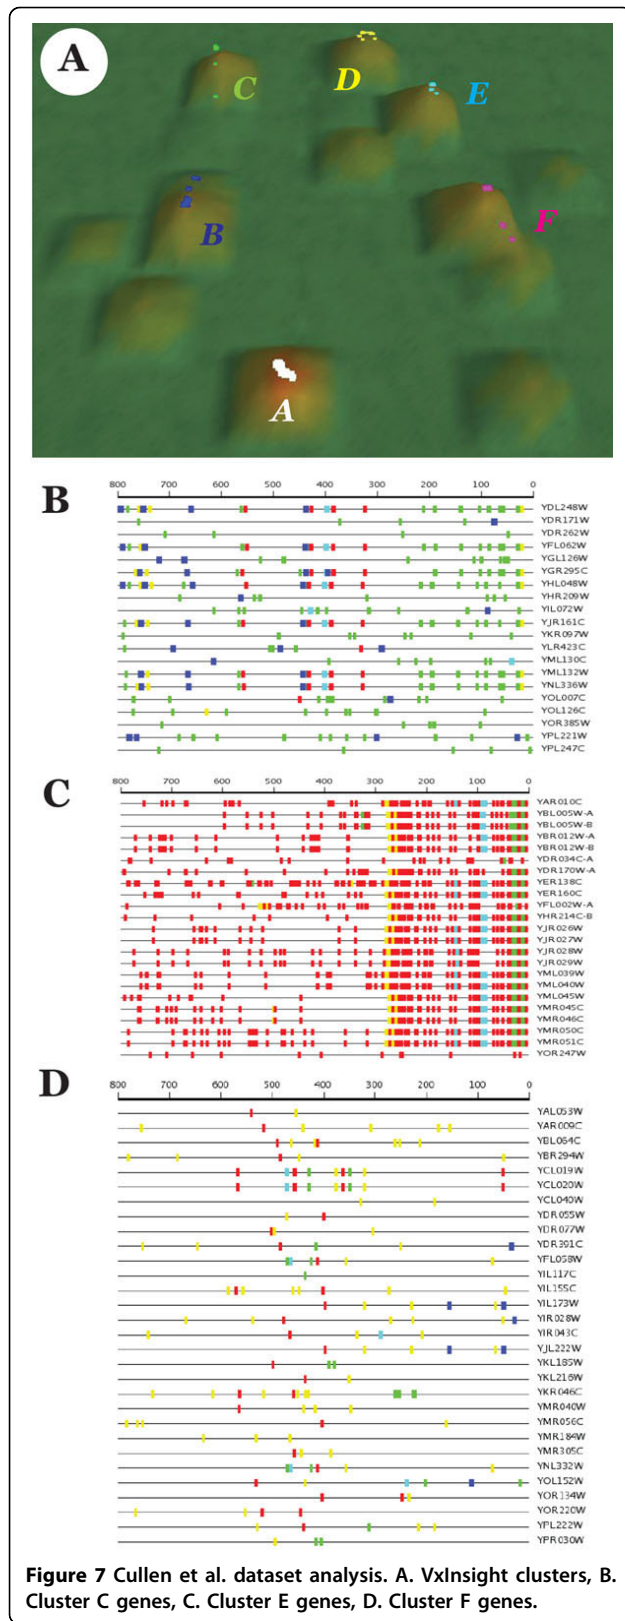 A
C
D
E
B
F
A
B
800 700 600 500 400 300 200 100 0
YDL248W
YDR171W
YDR262W
YFL062W
YGL126W
YGR295C
YHL048W
YHR209W
YIL072W
YJR161C
YKR097W
YLR423C
YML130C
YML132W
YNL336W
YOL007C
YOL126C
YOR385W
YPL221W
YPL247C
C
800 700 600 500 400 300 200 100 0
YAR010C
YBL005W-A
YBL005W-B
YBR012W-A
YBR012W-B
YDR034C-A
YDR170W-A
YER138C
YER160C
YFL002W-A
YHR214C-B
YJR026W
YJR027W
YJR028W
YJR029W
YML039W
YML040W
YML045W
YMR045C
YMR046C
YMR050C
YMR051C
YOR247W
D
800 700 600 500 400 300 200 100 0
YAL053W
YAR009C
YBL064C
YBR294W
YCL019W
YCL020W
YCL040W
YDR055W
YDR077W
YDR391C
YFL058W
YIL117C
YIL155C
YIL173W
YIR028W
YIR043C
YJL222W
YKL185W
YKL216W
YKR046C
YMR040W
YMR056C
YMR184W
YMR305C
YNL332W
YOL152W
YOR134W
YOR220W
YPL222W
YPR030W
Figure 7 Cullen et al. dataset analysis. A. VxInsight clusters, B.
Cluster C genes, C. Cluster E genes, D. Cluster F genes.